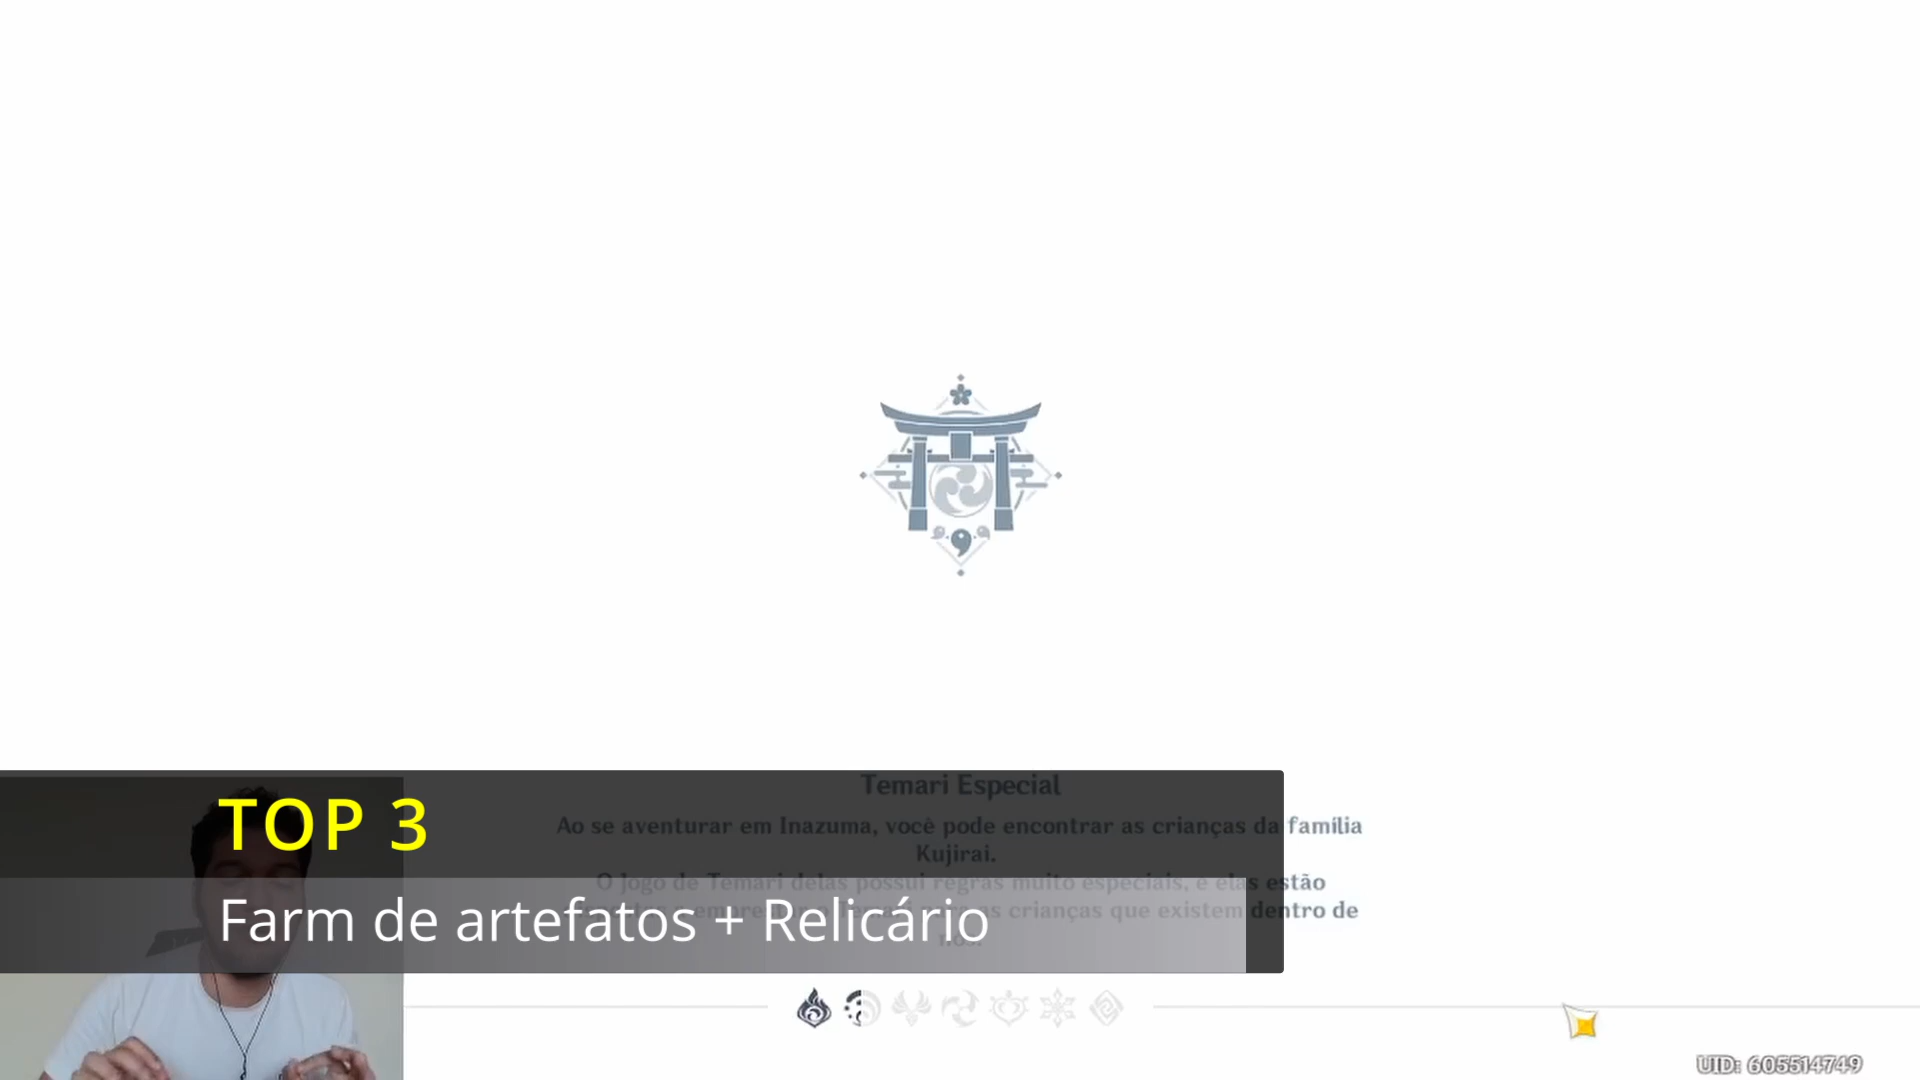 Temari Especial
TOP 3
Ao se aventurar em Inazuma, você pode encontrar as crianças da família
Kujirai.
O Jogo de Temari delas possui regras muito especiais, e elas estão
as crianças que existem dentro de
nós.
Farm de artefatos + Relicário
UID: 605514749